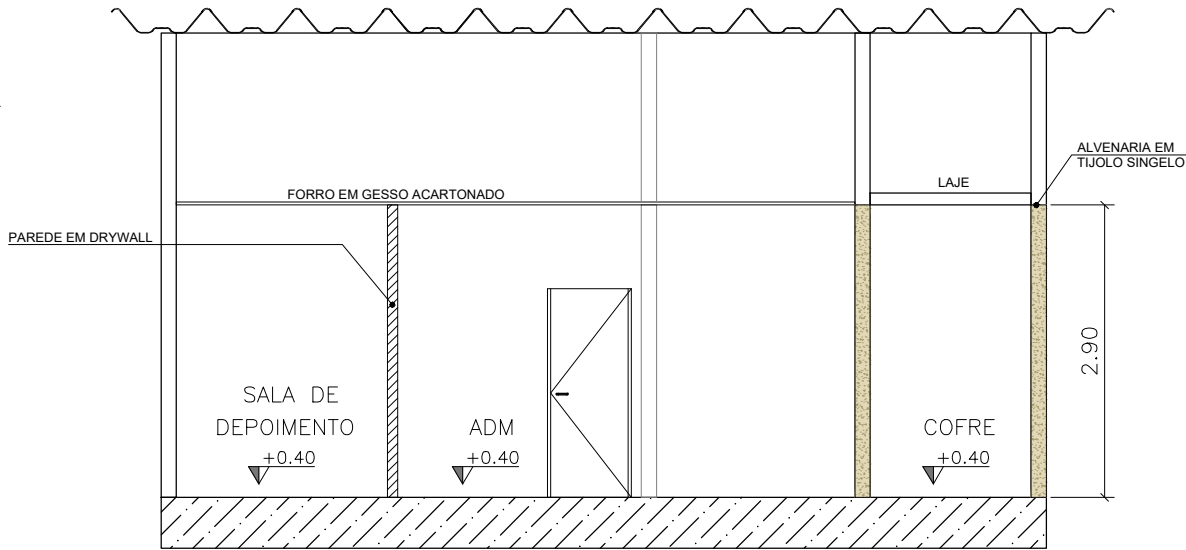 ALVENARIA EM
TIJOLO SINGELO
LAJE
FORRO EM GESSO ACARTONADO
PAREDE EM DRYWALL
2.90
SALA DE
DEPOIMENTO
+0.40
ADM
+0.40
COFRE
+0.40